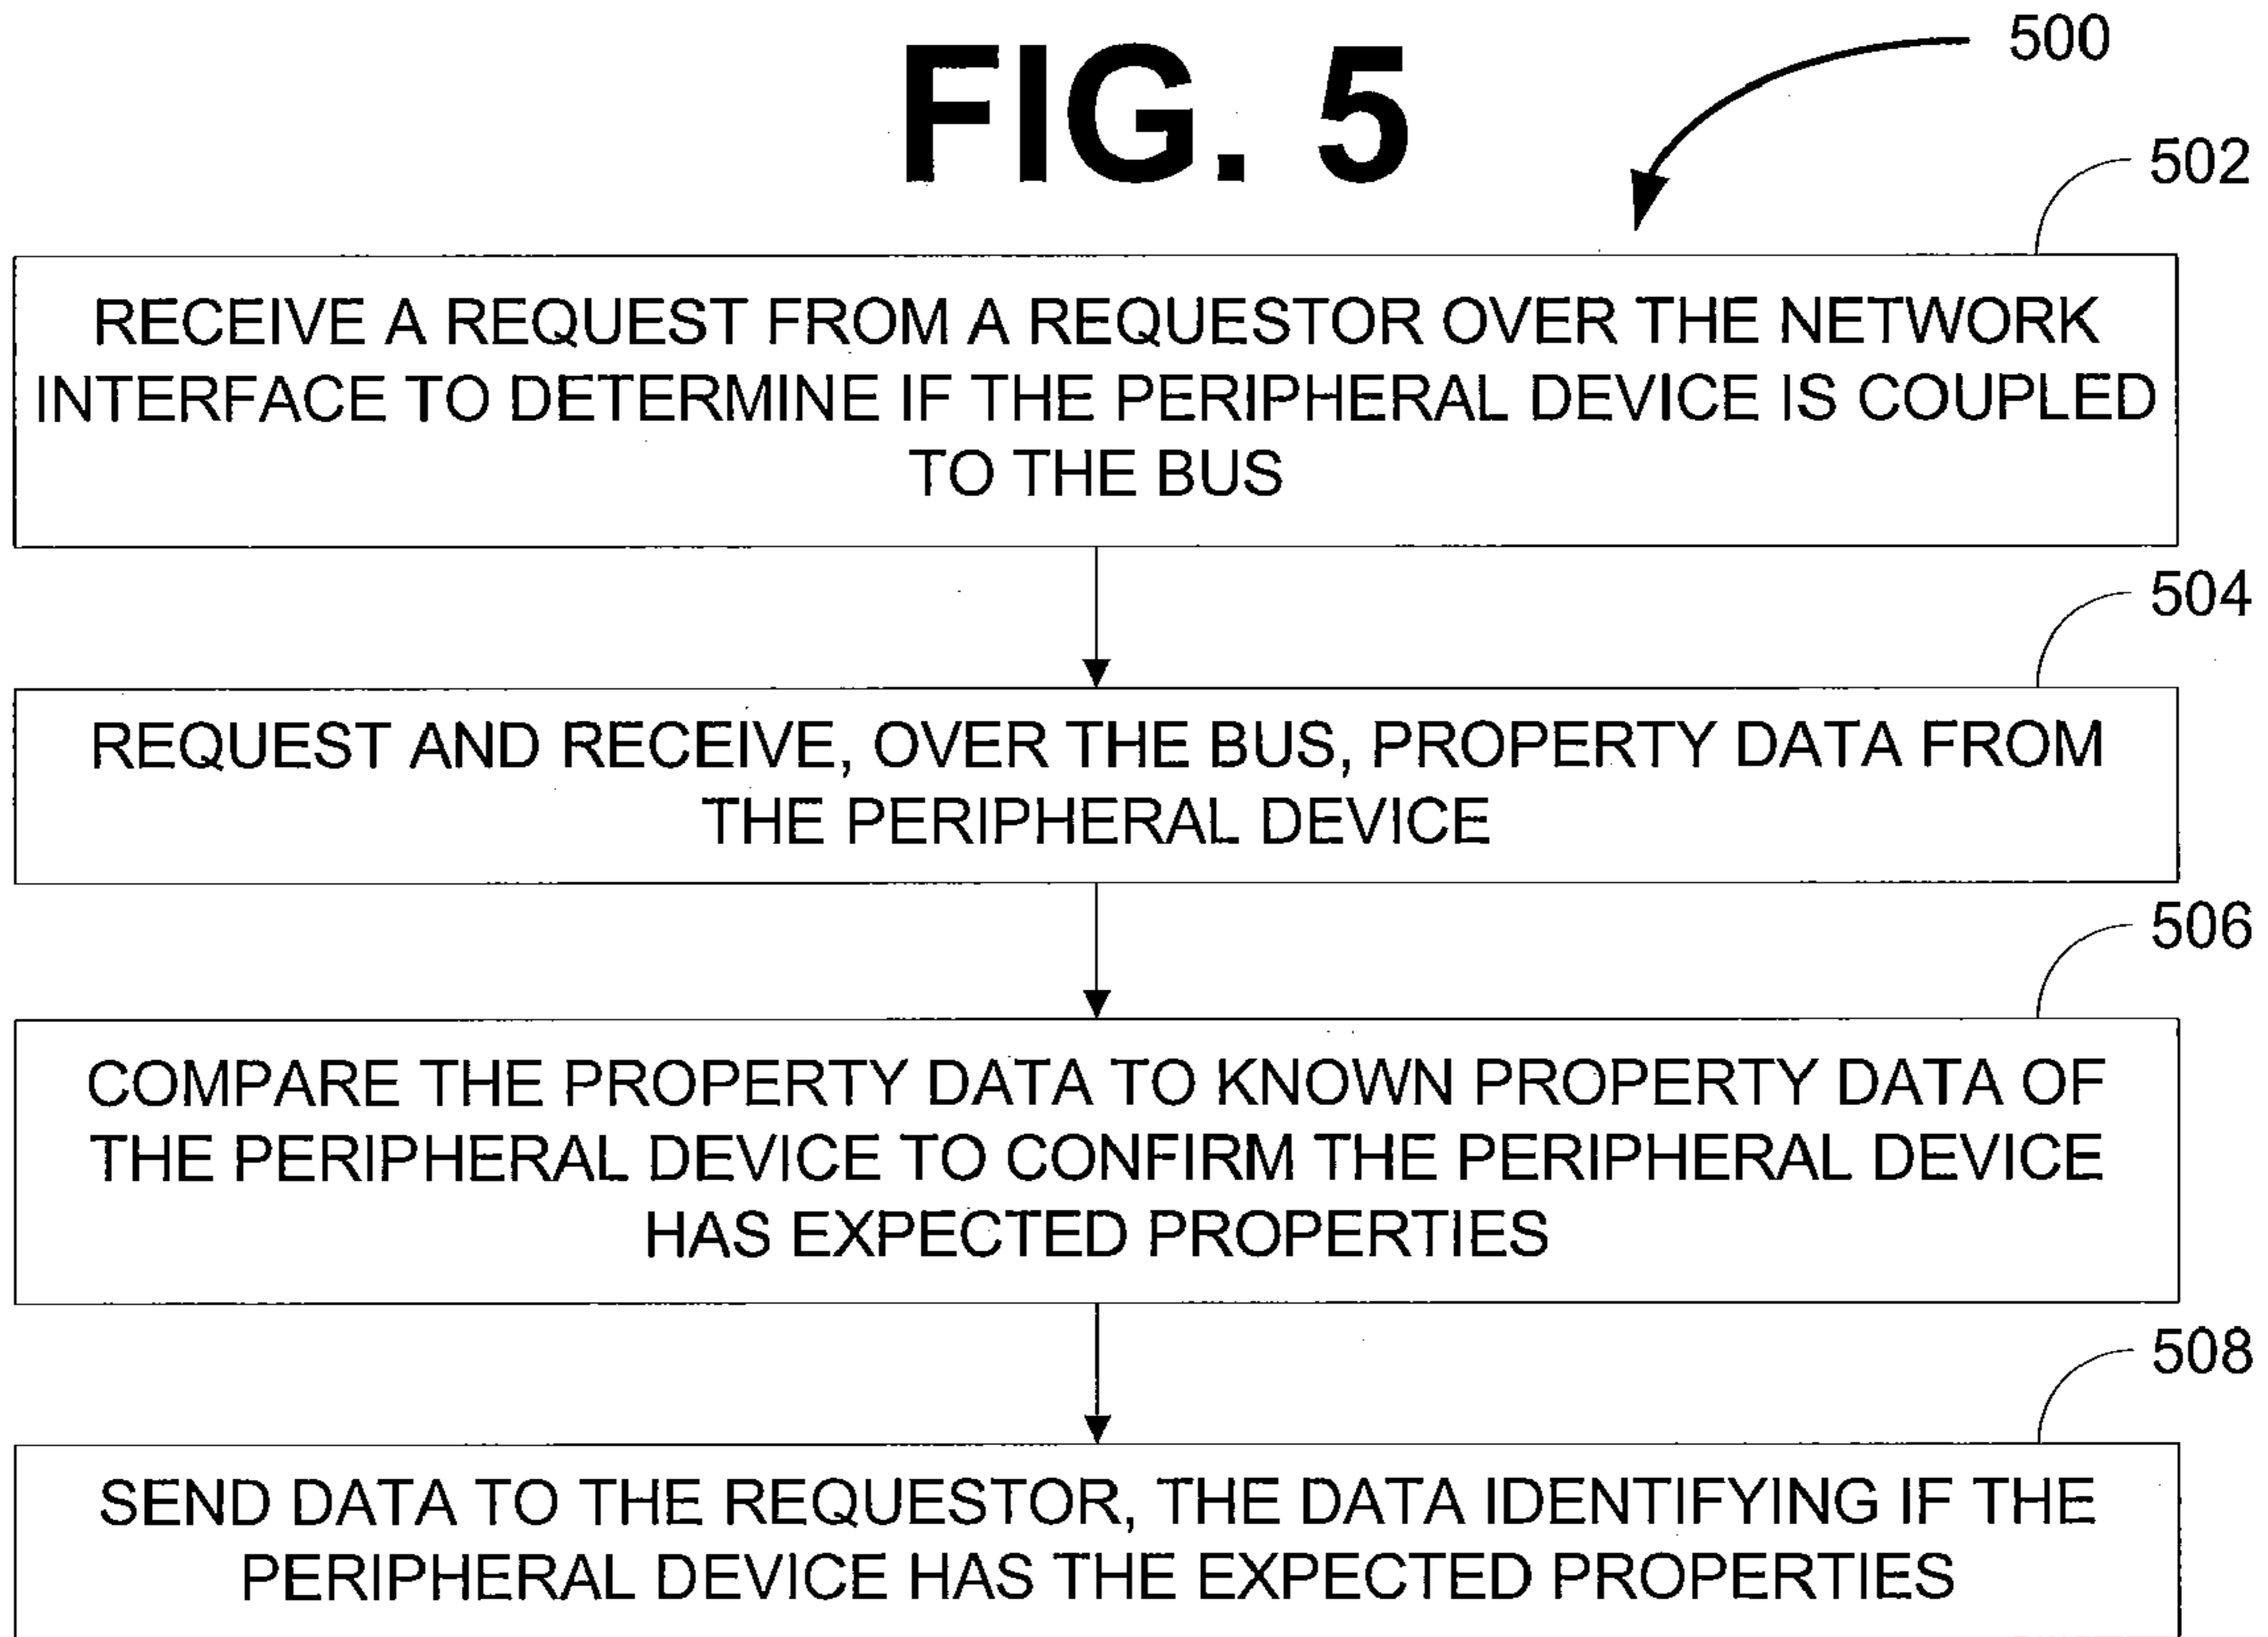 FIG. 5
500
502
RECEIVE A REQUEST FROM A REQUESTOR OVER THE NETWORK
INTERFACE TO DETERMINE IF THE PERIPHERAL DEVICE IS COUPLED
TO THE BUS
504
REQUEST AND RECEIVE, OVER THE BUS, PROPERTY DATA FROM
THE PERIPHERAL DEVICE
506
COMPARE THE PROPERTY DATA TO KNOWN PROPERTY DATA OF
THE PERIPHERAL DEVICE TO CONFIRM THE PERIPHERAL DEVICE
HAS EXPECTED PROPERTIES
508
SEND DATA TO THE REQUESTOR, THE DATA IDENTIFYING IF THE
PERIPHERAL DEVICE HAS THE EXPECTED PROPERTIES